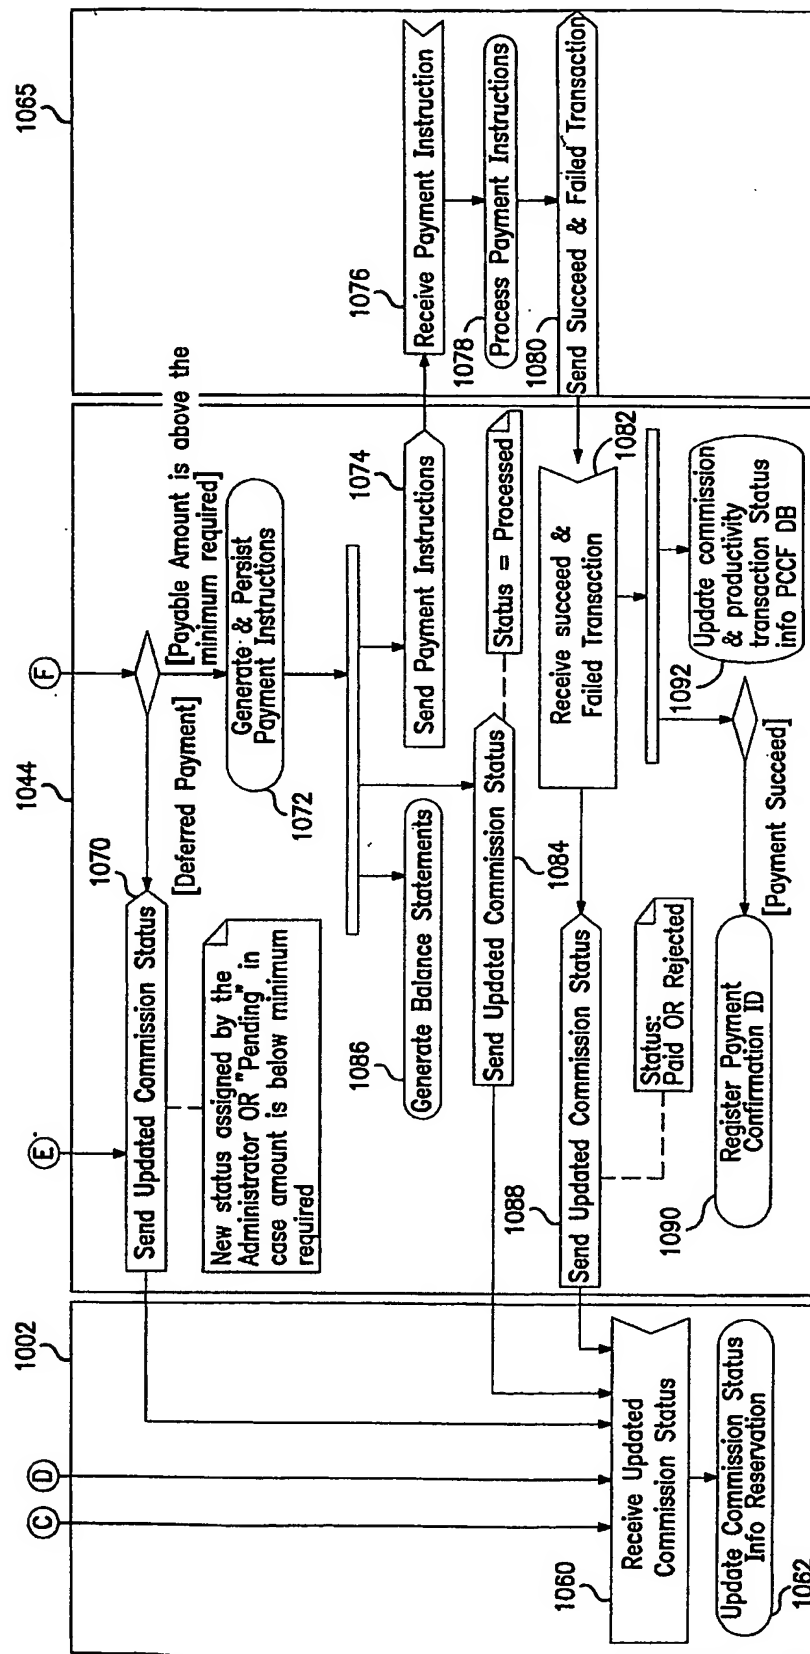 1002
1044
1065
C
D
E
F
1070
Send Updated Commission Status
[Deferred Payment]
[Payable Amount is above the
minimum required]
New status assigned by the
Administrator OR "Pending" in
case amount is below minimum
required
Generate & Persist
Payment Instructions
1072
1086
Generate Balance Statements
1074
Send Payment Instructions
1076
Receive Payment Instruction
Send Updated Commission Status
1084
Status = Processed
1078
Process Payment Instructions
1080
Send Succeed & Failed Transaction
1082
Receive succeed &
Failed Transaction
1088
Send Updated Commission Status
Status:
Paid OR Rejected
1060
Receive Updated
Commission Status
1062
Update Commission Status
Info Reservation
1090
Register Payment
Confirmation ID
[Payment Succeed]
1092
Update commission
& productivity
transaction Status
info PCCF DB